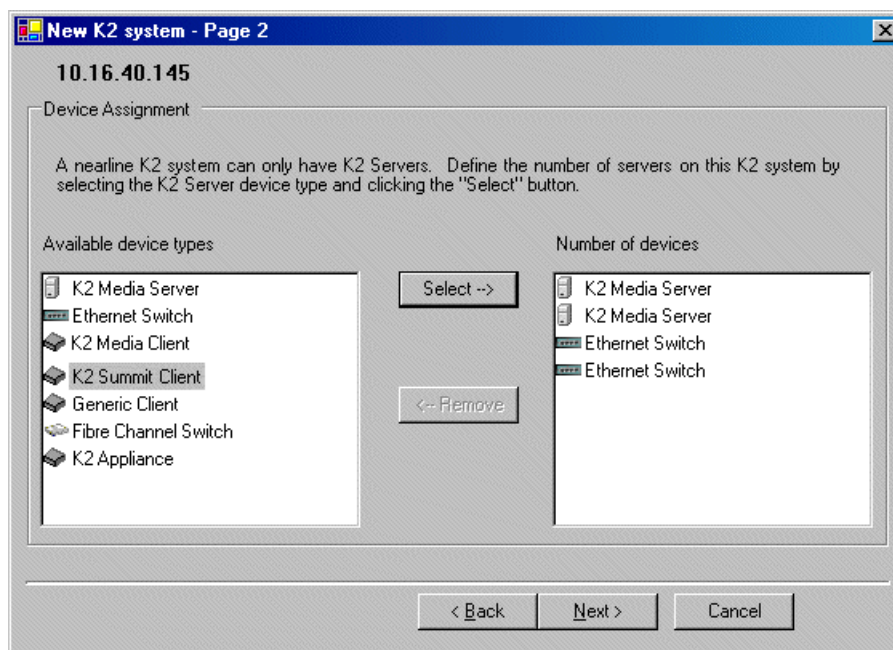 New K2 system - Page 2
10.16.40.145
Device Assignment
A nearline K2 system can only have K2 Servers. Define the number of servers on this K2 system by
selecting the K2 Server device type and clicking the "Select" button.
Available device types
Number of devices
K2 Media Server
Ethernet Switch
K2 Media Client
K2 Summit Client
Generic Client
Fibre Channel Switch
K2 Appliance
Select -->
<-- Remove
K2 Media Server
K2 Media Server
Ethernet Switch
Ethernet Switch
< Back
Next >
Cancel